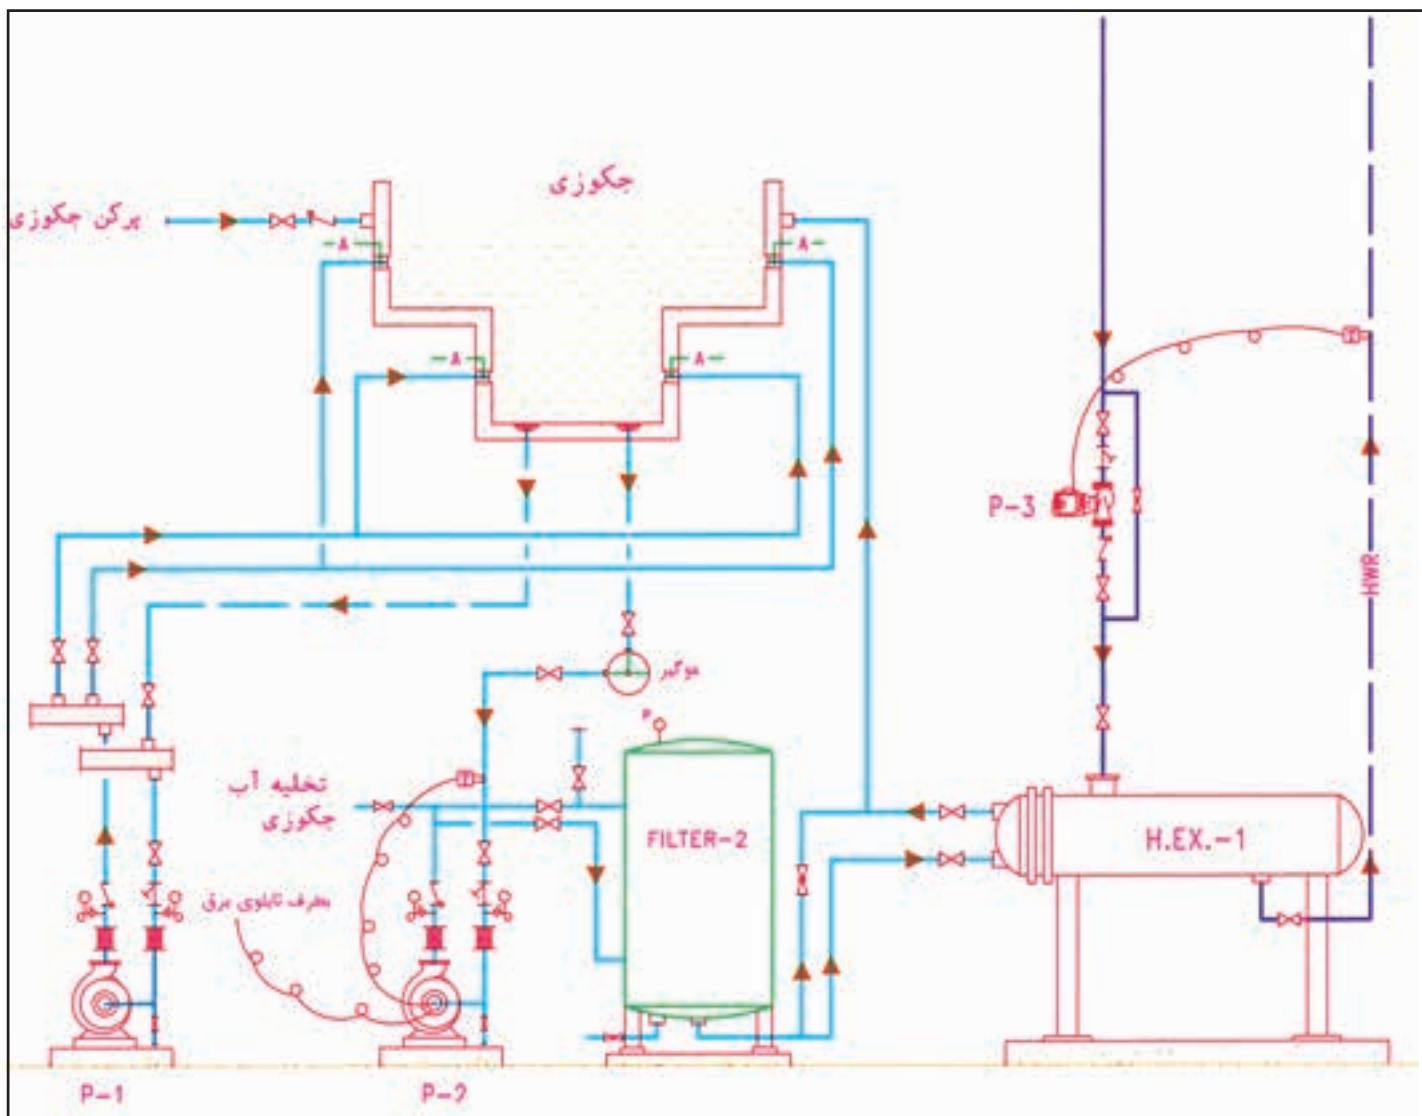 جکوزی
پرکن جکوزی
A
A
A
A
P-3
HWR
موگیر
P
تخلیه آب
جکوزی
FILTER-2
H.EX.-1
بطرف تابلوی برق
P-1
P-2